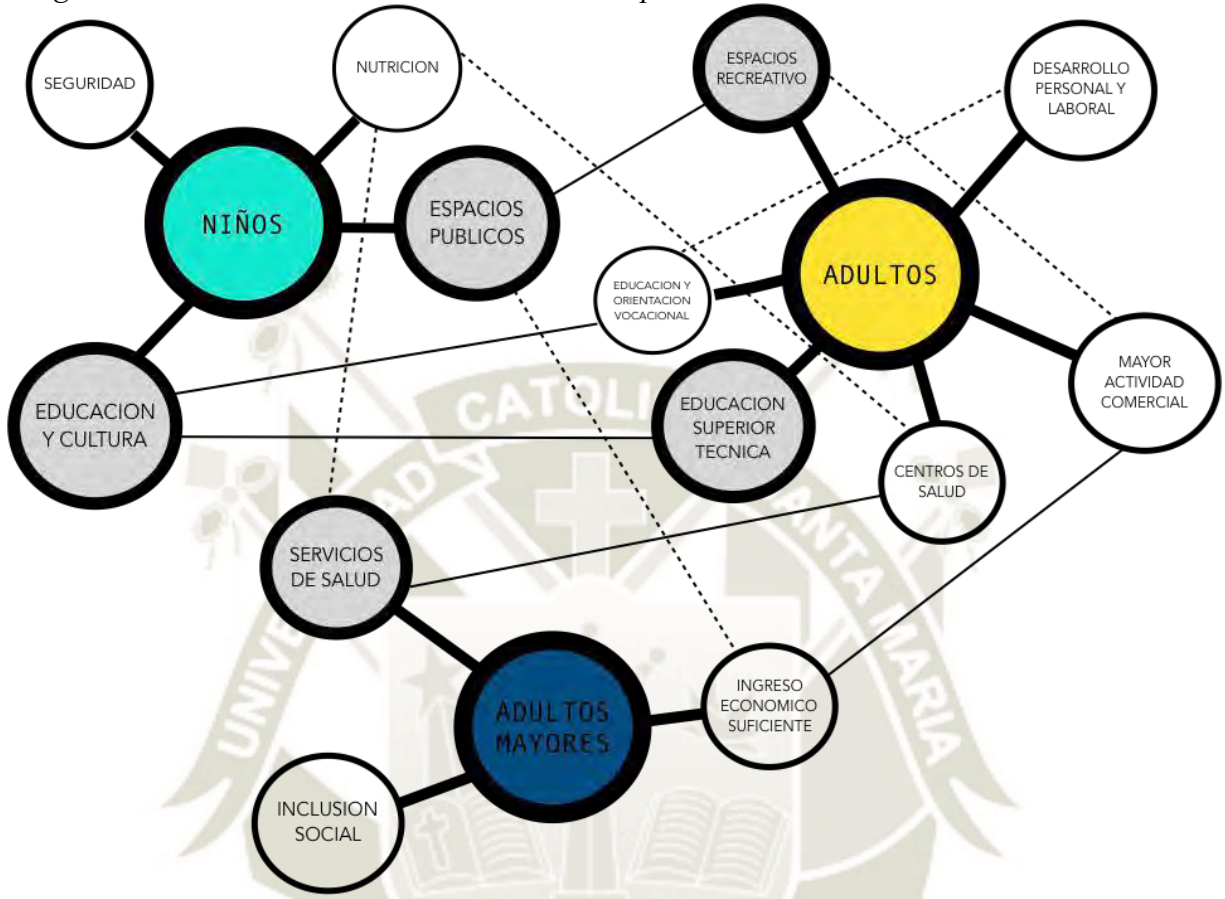 SEGURIDAD
NUTRICION
ESPACIOS
RECREATIVO
DESARROLLO
PERSONAL Y
LABORAL
NIÑOS
ESPACIOS
PUBLICOS
EDUCACION Y
ORIENTACION
VOCACIONAL
ADULTOS
MAYOR
ACTIVIDAD
COMERCIAL
EDUCACION
Y CULTURA
EDUCACION
SUPERIOR
TECNICA
CENTROS DE
SALUD
SERVICIOS
DE SALUD
ADULTOS
MAYORES
INGRESO
ECONOMICO
SUFICIENTE
INCLUSION
SOCIAL